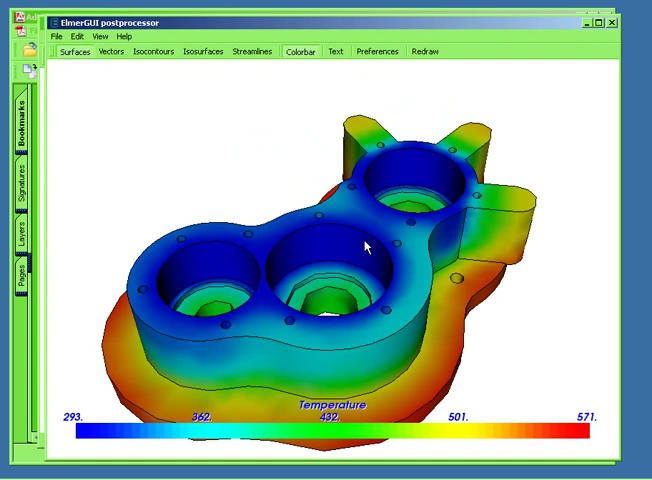 ElmerGUI postprocessor
File Edit View Help
Surfaces Vectors Isocontours Isosurfaces Streamlines Colorbar Text Preferences Redraw
Bookmarks
Signatures
Layers
Pages
Temperature
293. 362. 432. 501. 571.